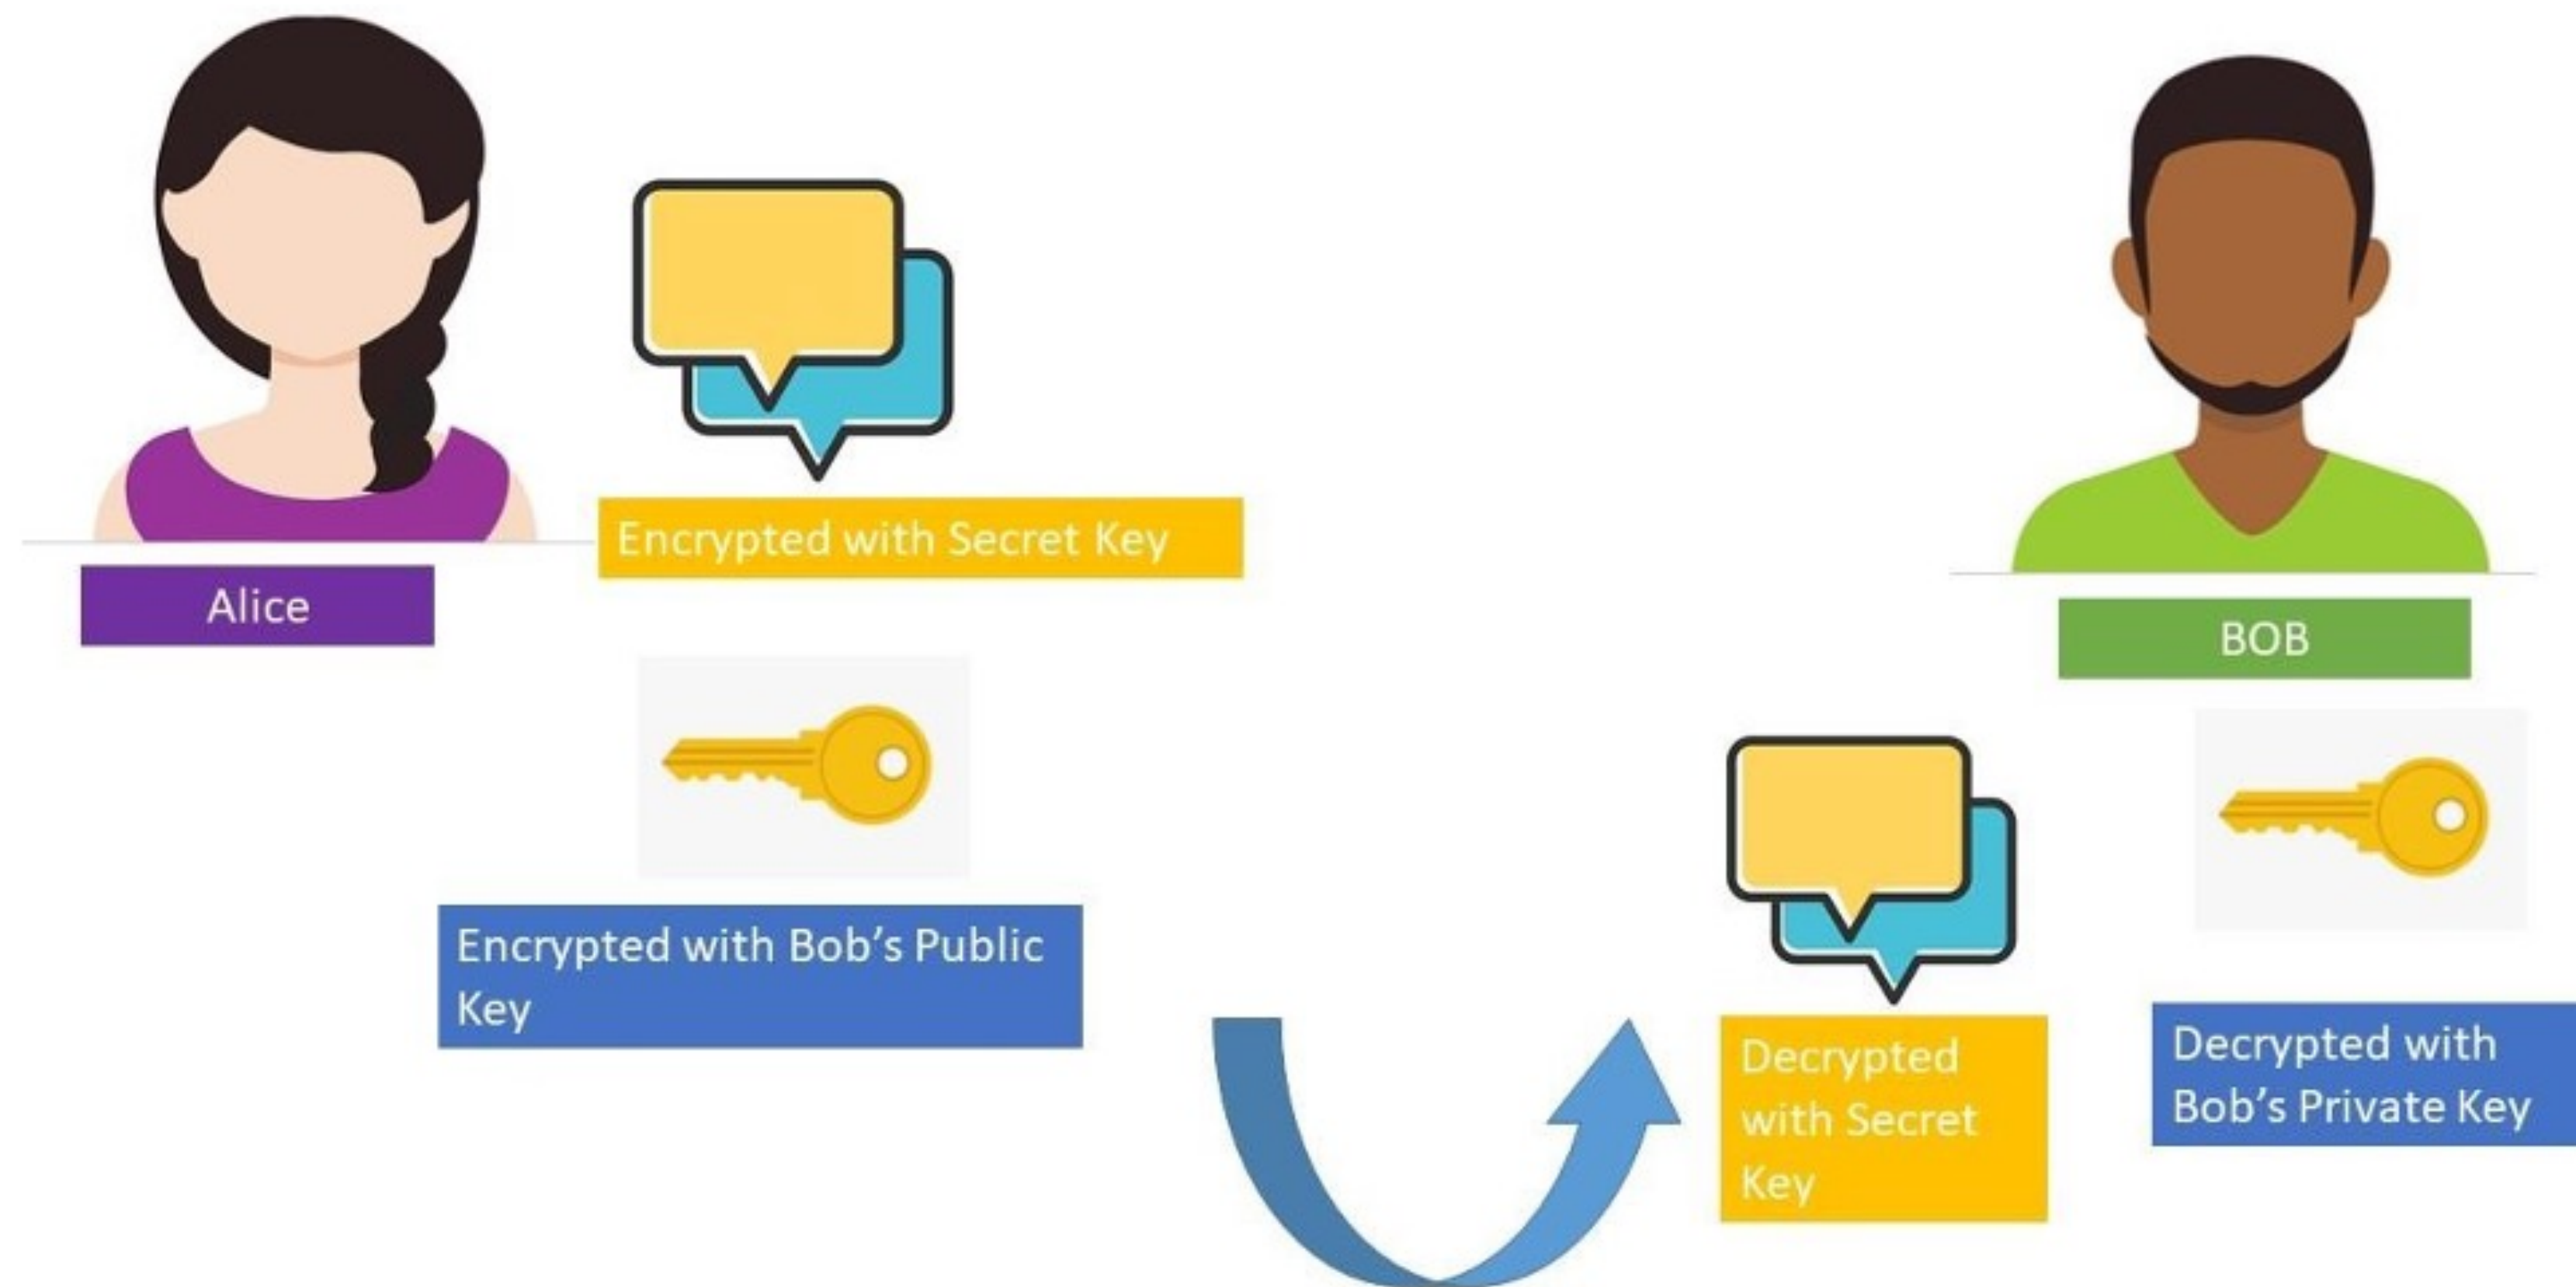 Encrypted with Secret Key
Alice
BOB
Encrypted with Bob’s Public
Key
Decrypted
with Secret
Key
Decrypted with
Bob’s Private Key